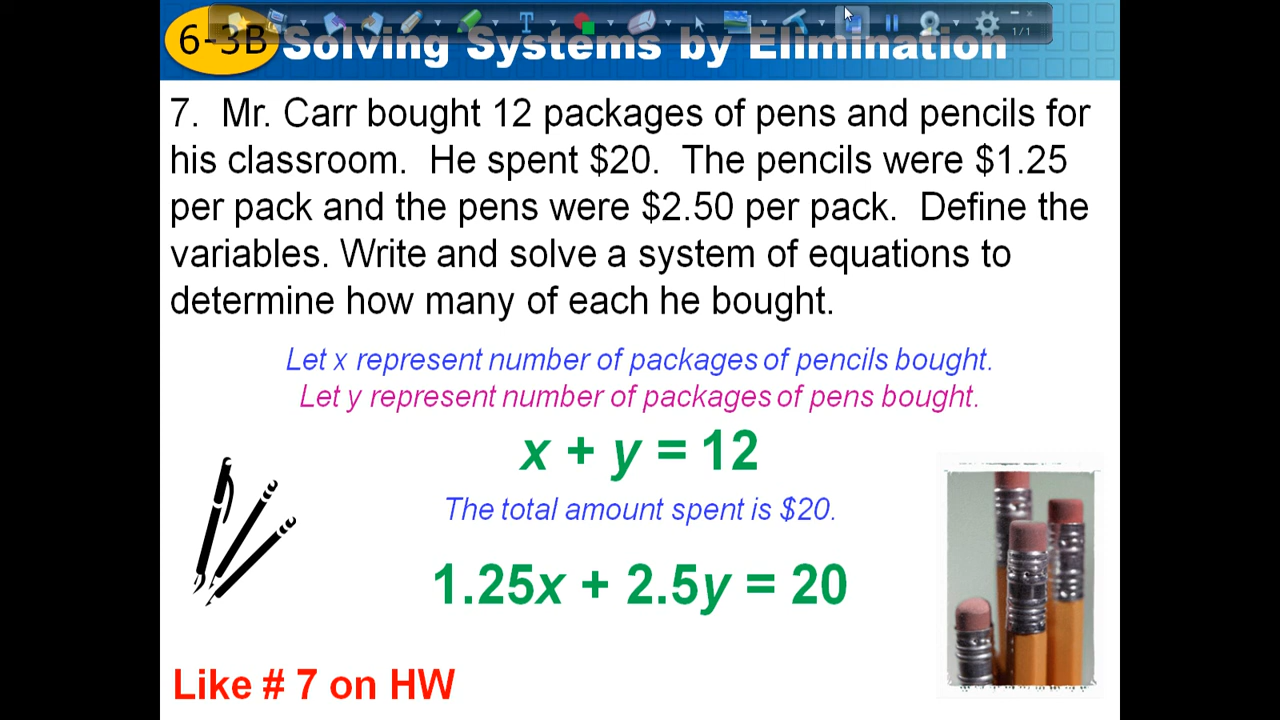 6-3B Solving Systems by Elimination
1/1
7. Mr. Carr bought 12 packages of pens and pencils for
his classroom. He spent $20. The pencils were $1.25
per pack and the pens were $2.50 per pack. Define the
variables. Write and solve a system of equations to
determine how many of each he bought.
Let x represent number of packages of pencils bought.
Let y represent number of packages of pens bought.
x + y = 12
The total amount spent is $20.
1.25x + 2.5y = 20
Like # 7 on HW